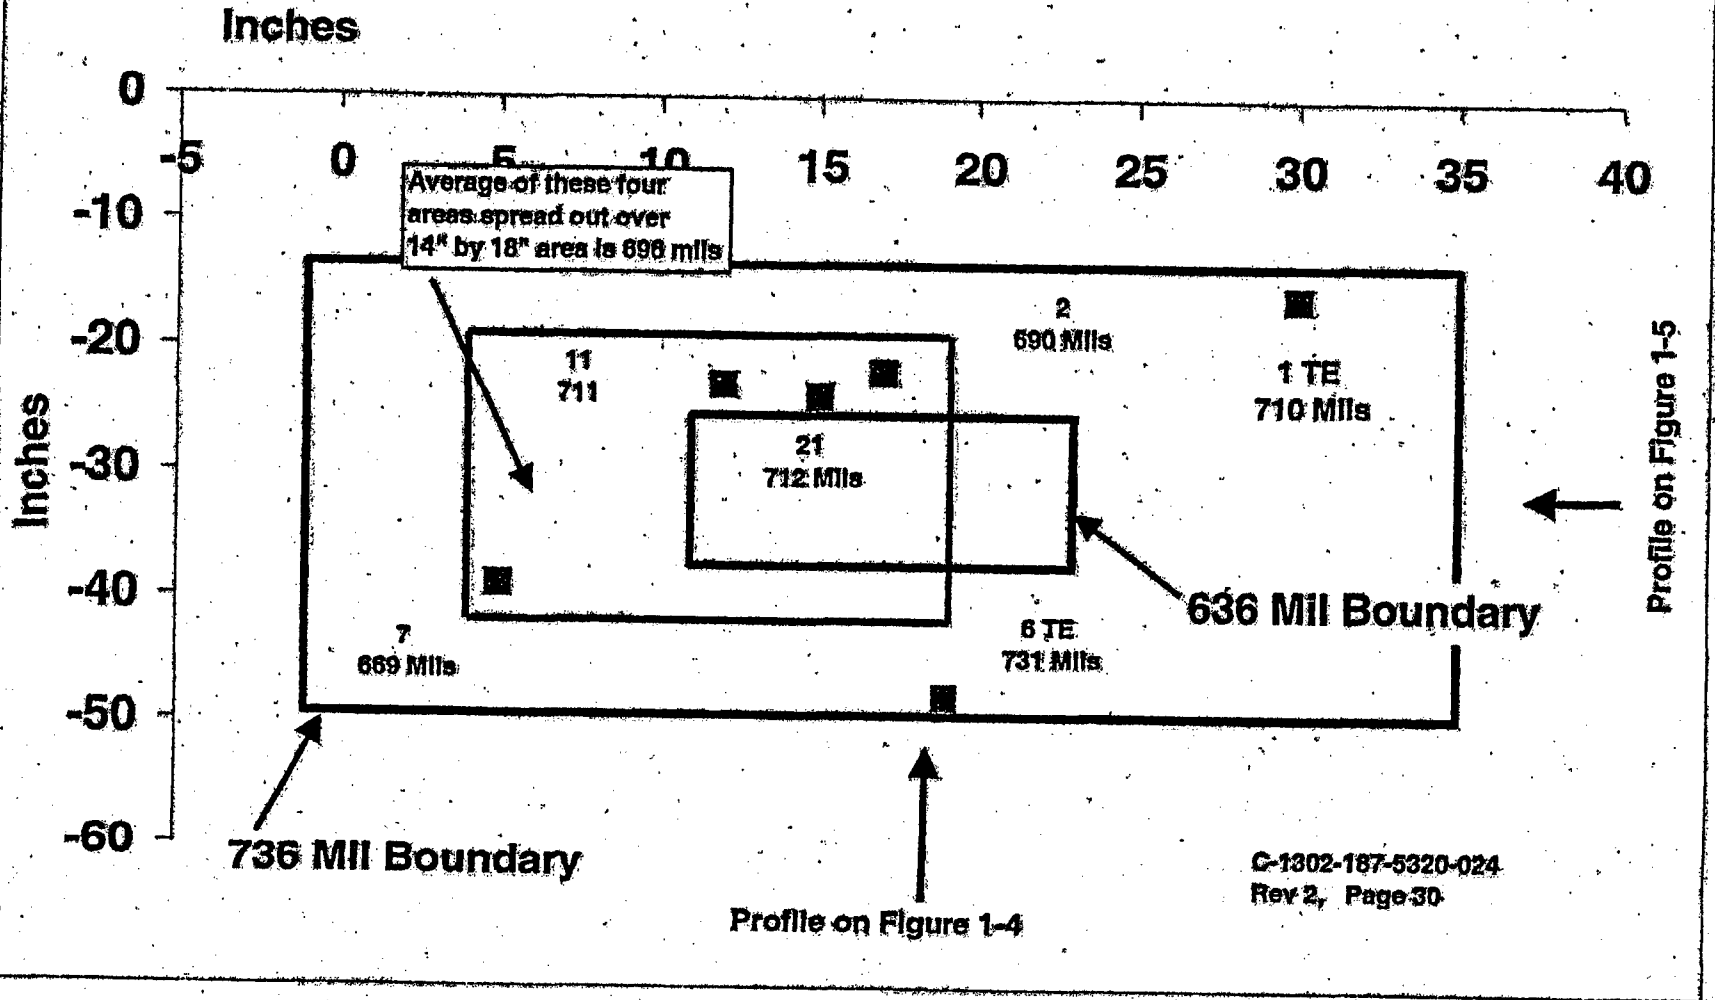 Inches
0
-5 0 5 10 15 20 25 30 35 40
Average of these four
areas spread out over
14" by 18" area is 696 mils
-10
-20
-30
-40
-50
-60
Inches
2
690 Mils
1 TE
710 Mils
11
711
21
712 Mils
7
669 Mils
6 TE
731 Mils
636 Mil Boundary
736 Mil Boundary
Profile on Figure 1-5
Profile on Figure 1-4
C-1302-187-5320-024
Rev 2, Page 30